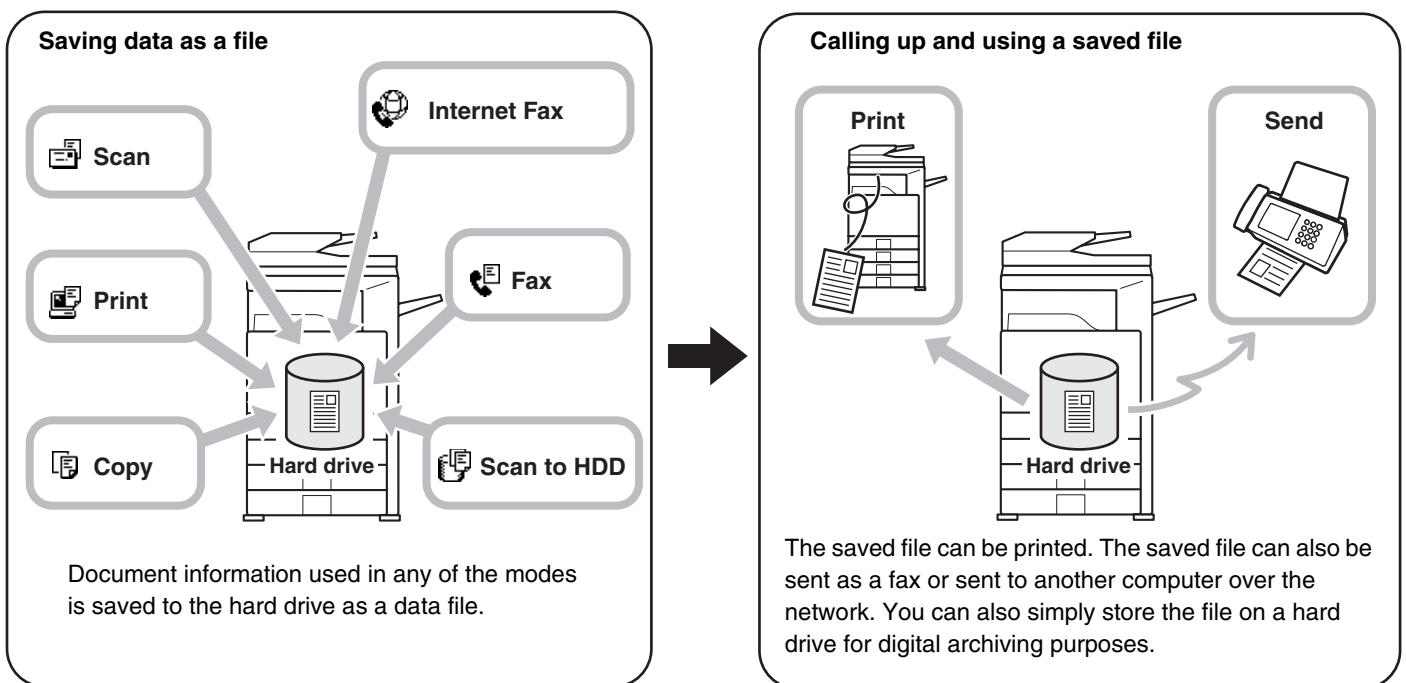 Saving data as a file
Internet Fax
Scan
Fax
Print
Copy
Hard drive
Scan to HDD
Document information used in any of the modes
is saved to the hard drive as a data file.
Calling up and using a saved file
Print
Send
Hard drive
The saved file can be printed. The saved file can also be
sent as a fax or sent to another computer over the
network. You can also simply store the file on a hard
drive for digital archiving purposes.